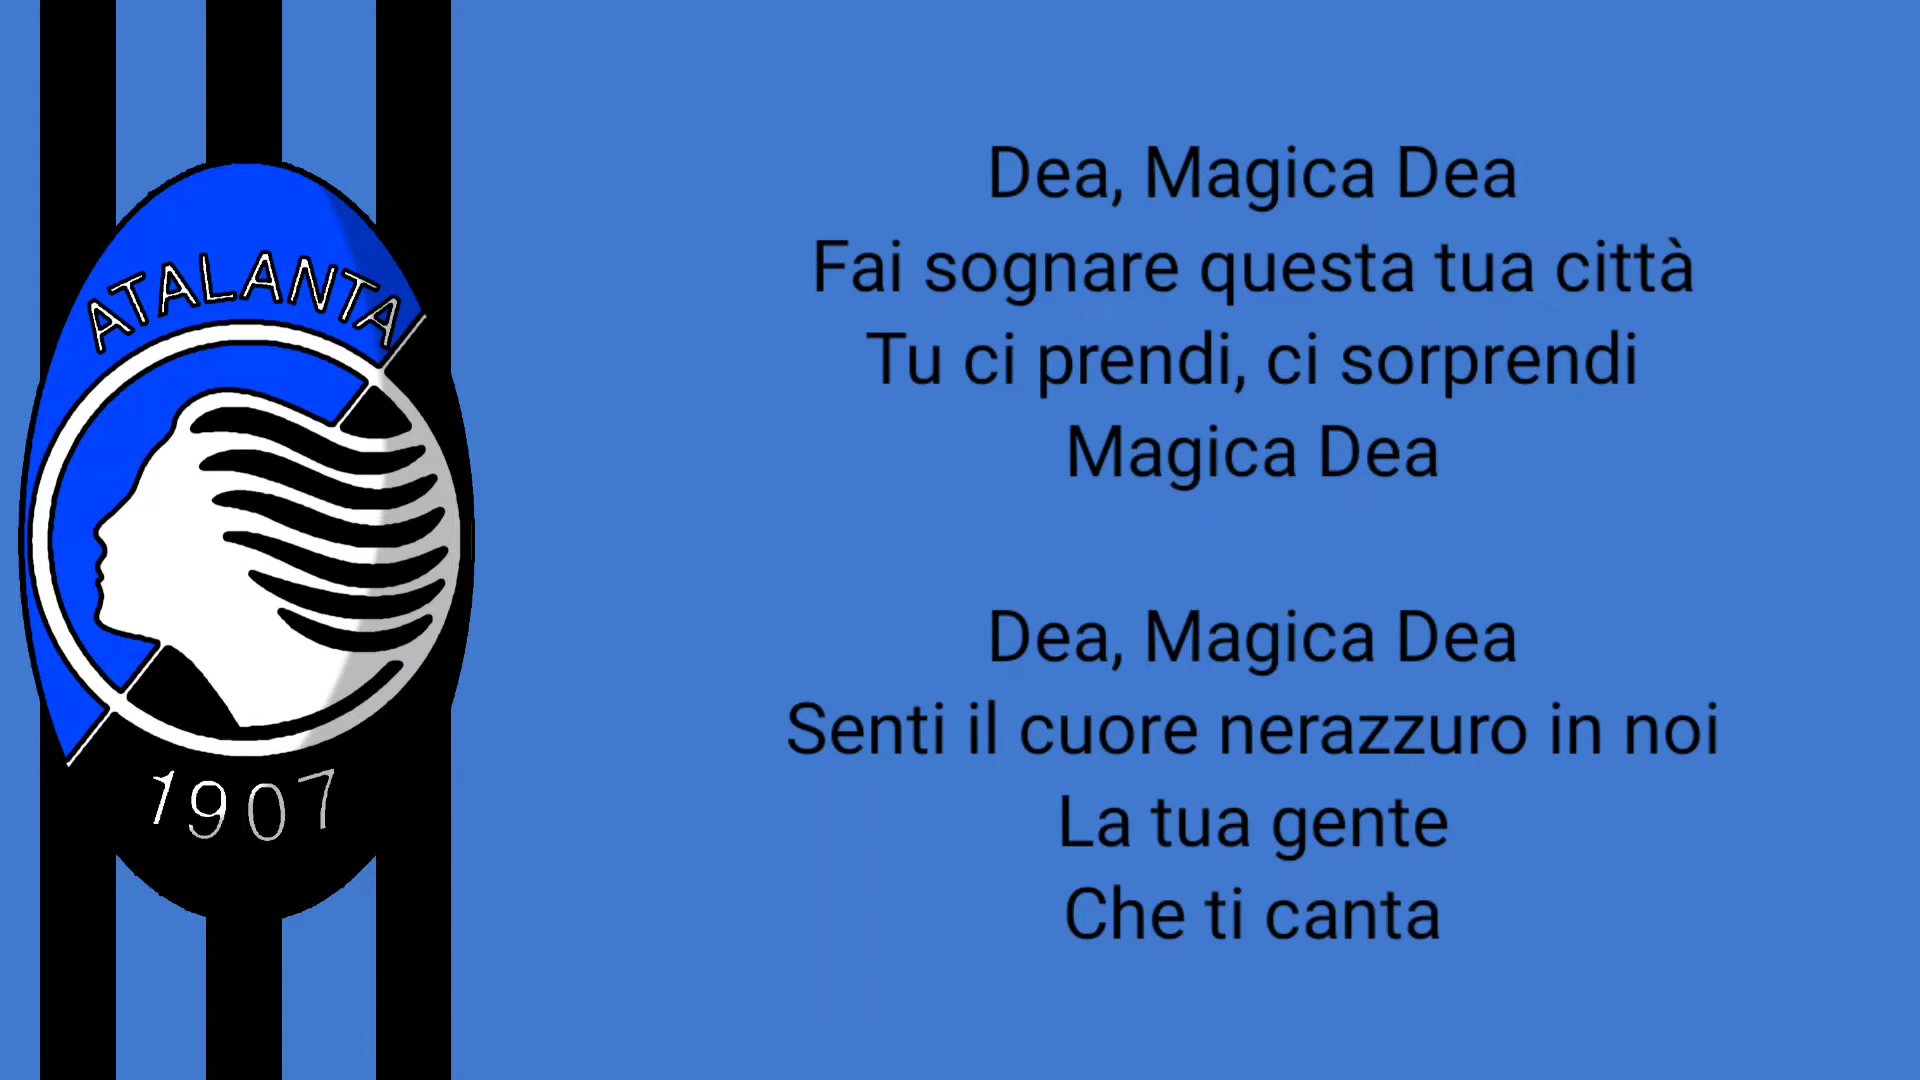 ATALANTA
1907
Dea, Magica Dea
Fai sognare questa tua città
Tu ci prendi, ci sorprendi
Magica Dea
Dea, Magica Dea
Senti il cuore nerazzuro in noi
La tua gente
Che ti canta